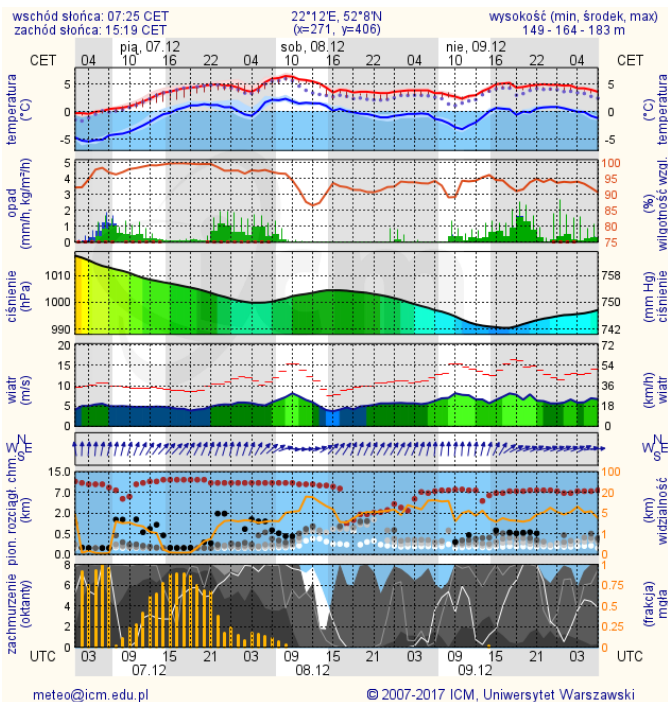 wschód słońca: 07:25 CET 22°12'E, 52°8'N wysokość (min, środek, max)
zachód słońca: 15:19 CET (x=271, y=406) 149 - 164 - 183 m
pią, 07.12 sob, 08.12 nie, 09.12
CET 04 10 16 22 04 10 16 22 04 10 16 22 04 CET
temperatura (°C) 5 0 -5 5 0 -5 temperatura (°C)
opad (mm/h, kg/m²/h) 5 4 3 2 1 0 100 95 90 85 80 75 (%) wilgotność wzgl.
ciśnienie (hPa) 1010 1000 990 758 750 742 (mm Hg) ciśnienie
wiatr (m/s) 20 15 10 5 0 72 54 36 18 0 (km/h) wiatr
N W E S N W E S
pion. rozciągł. chm. (km) 15.0 7.0 2.0 0.5 0.0 100 20 5 1 0 (km) widzialność
zachmurzenie (oktanty) 8 6 4 2 0 1 0.75 0.5 0.25 0 (frakcja) mgła
UTC 03 09 15 21 03 09 15 21 03 09 15 21 03 UTC
07.12 08.12 09.12
meteo@icm.edu.pl © 2007-2017 ICM, Uniwersytet Warszawski